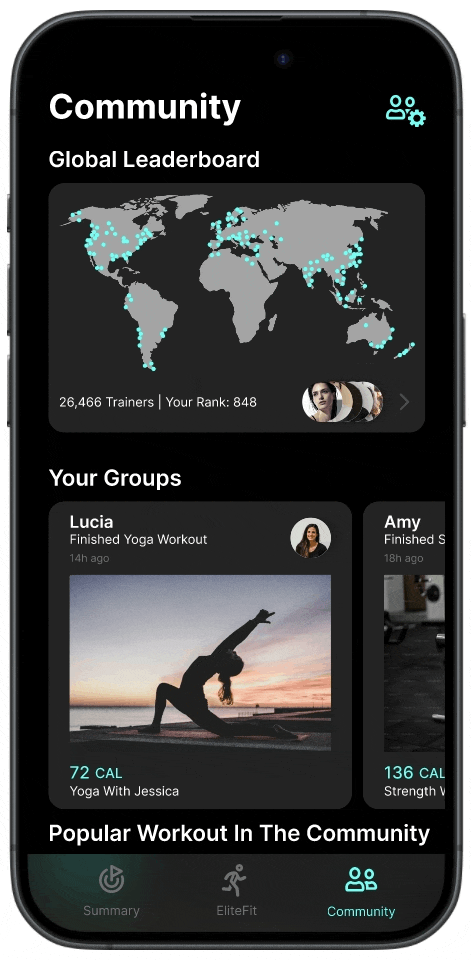 Community
Global Leaderboard
26,466 Trainers | Your Rank: 848
Your Groups
Lucia
Finished Yoga Workout
14h ago
72 CAL
Yoga With Jessica
Amy
Finished S
18h ago
136 CAL
Strength W
Popular Workout In The Community
Summary
EliteFit
Community